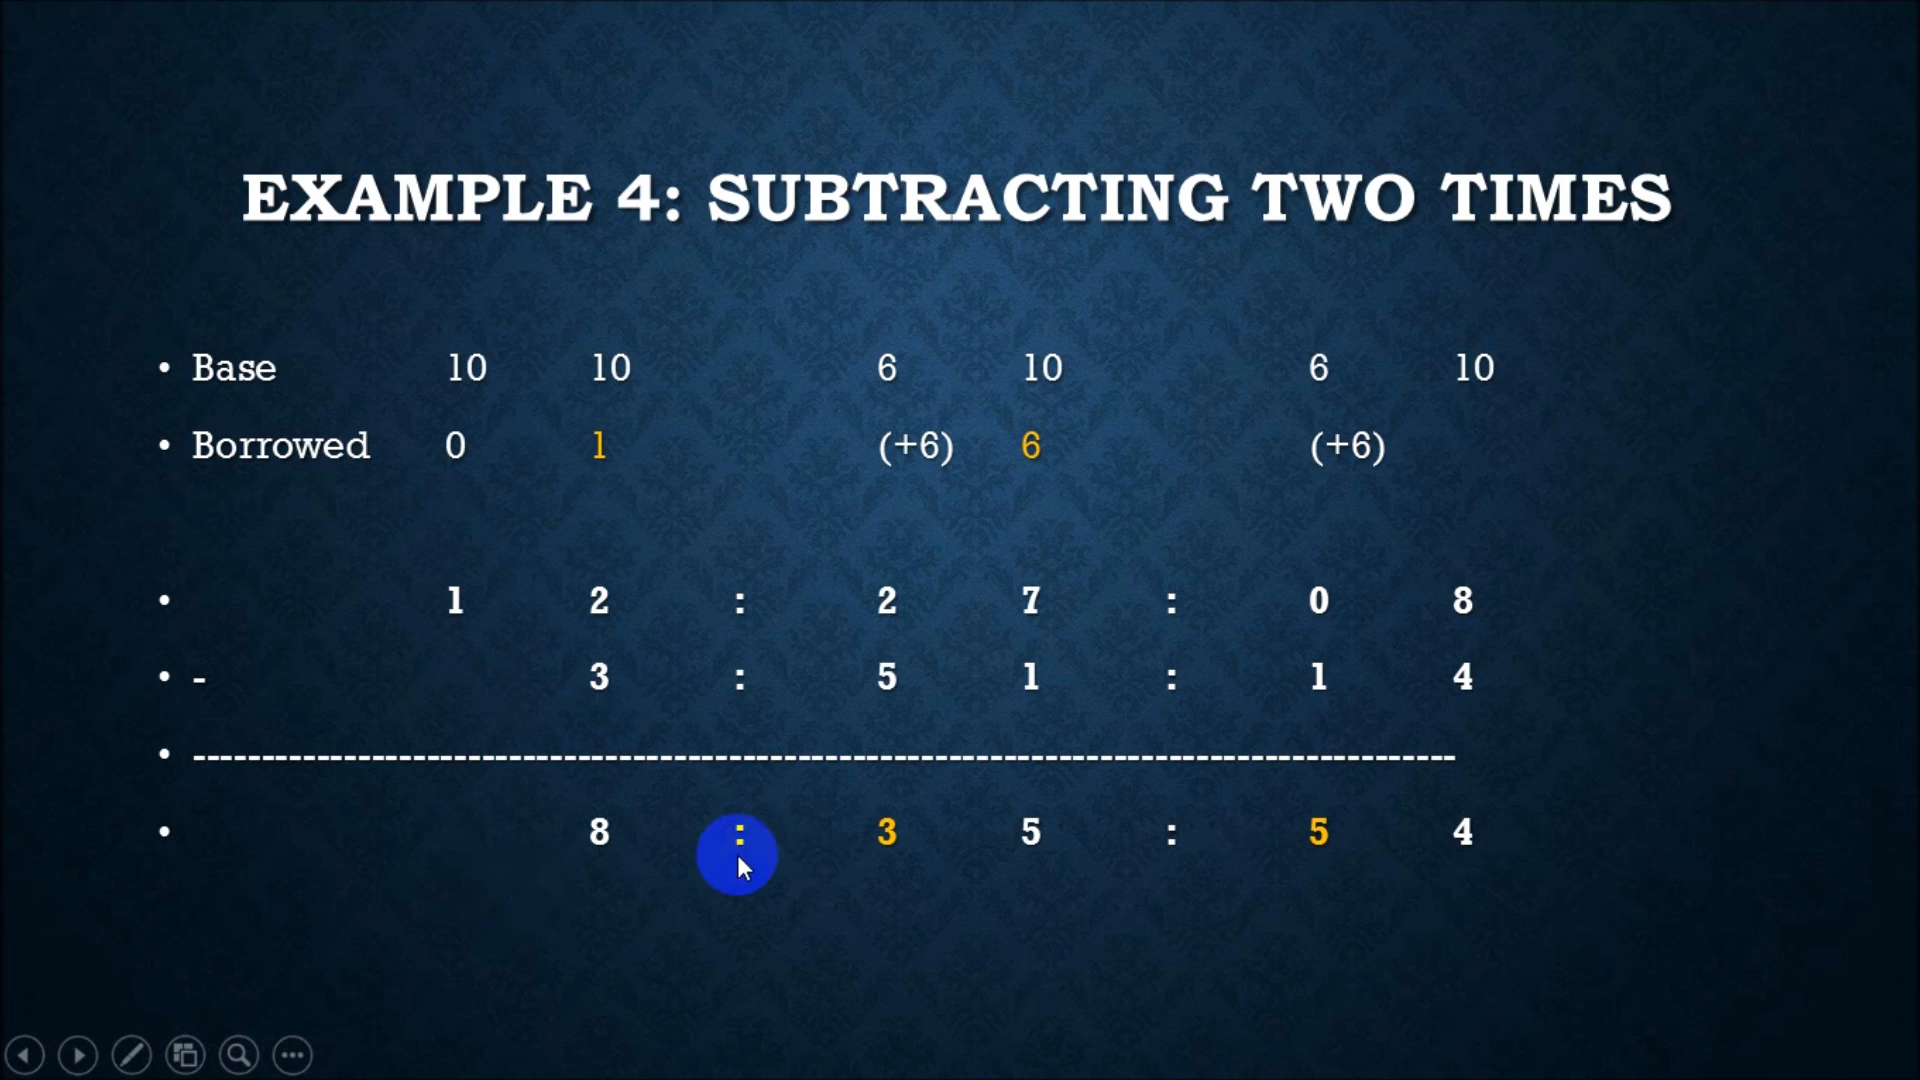 EXAMPLE 4: SUBTRACTING TWO TIMES
• Base 10 10 6 10 6 10
• Borrowed 0 1 (+6) 6 (+6)
• 1 2 : 2 7 : 0 8
• - 3 : 5 1 : 1 4
• --------------------------------------------------------------------------------------------
• 8 : 3 5 : 5 4